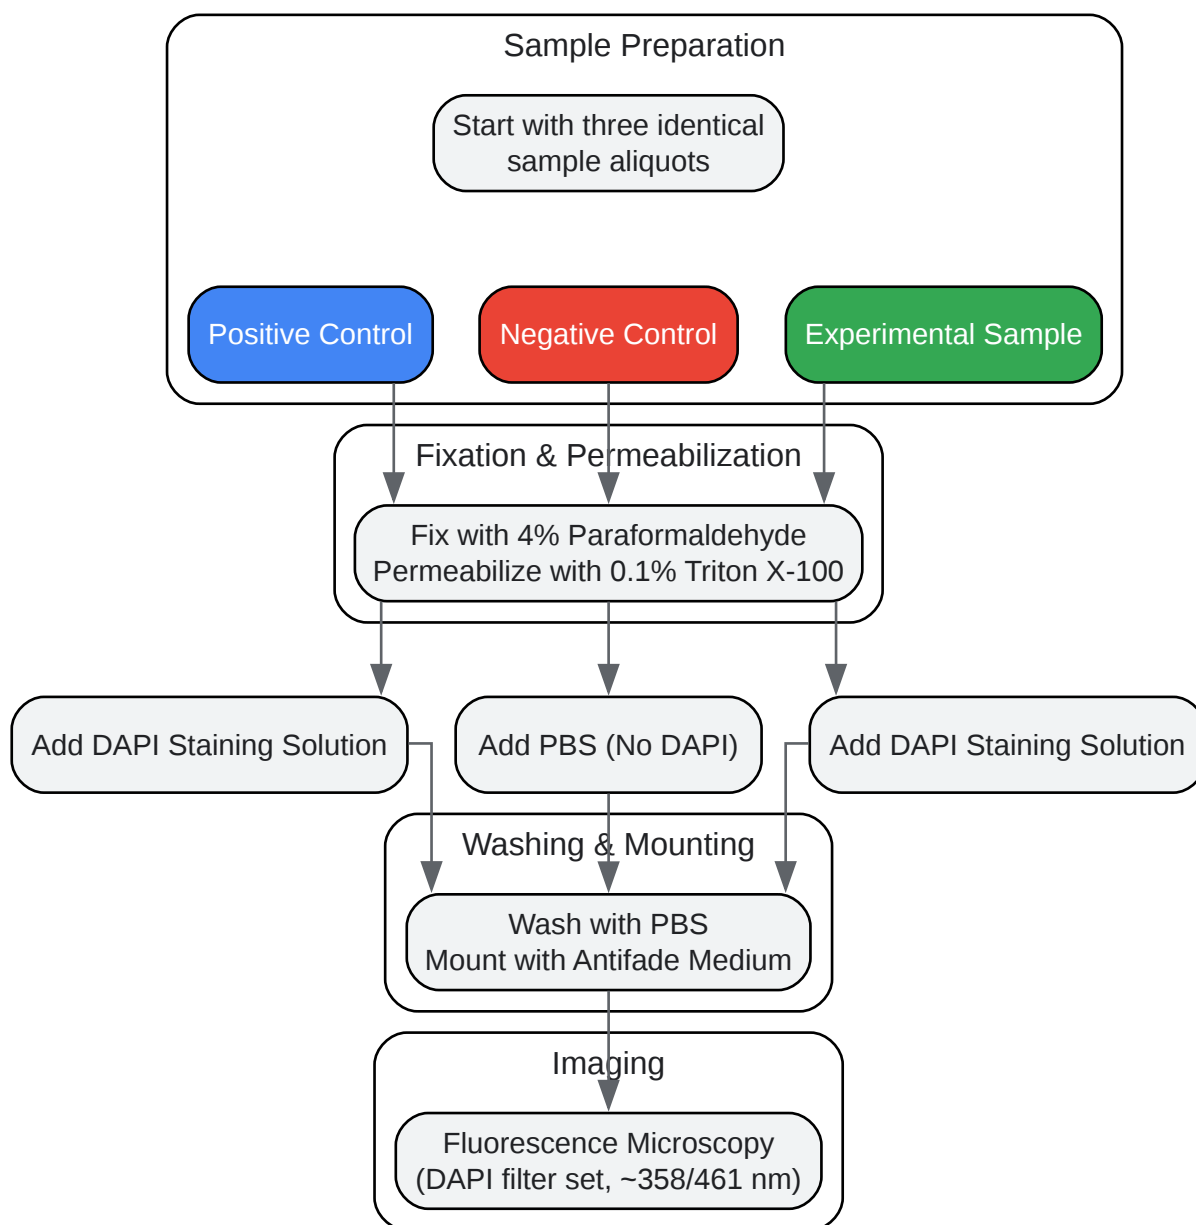 Sample Preparation
Start with three identical
sample aliquots
Positive Control
Negative Control
Experimental Sample
Fixation & Permeabilization
Fix with 4% Paraformaldehyde
Permeabilize with 0.1% Triton X-100
Add DAPI Staining Solution
Add PBS (No DAPI)
Add DAPI Staining Solution
Washing & Mounting
Wash with PBS
Mount with Antifade Medium
Imaging
Fluorescence Microscopy
(DAPI filter set, ~358/461 nm)